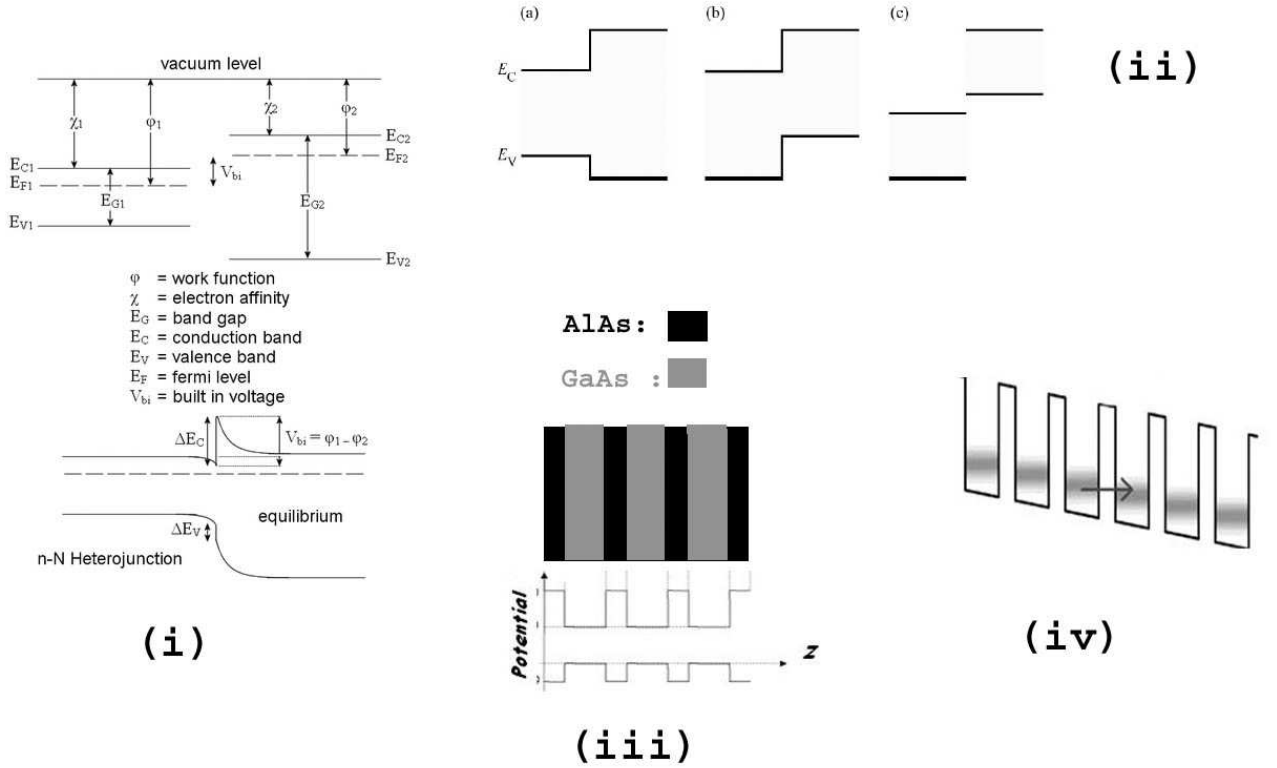 vacuum level
χ1
φ1
χ2
φ2
EC1
EF1
EV1
EG1
Vbi
EG2
EC2
EF2
EV2
φ = work function
χ = electron affinity
EG = band gap
EC = conduction band
EV = valence band
EF = fermi level
Vbi = built in voltage
ΔEC
Vbi = φ1 – φ2
ΔEV
equilibrium
n-N Heterojunction
(i)
(a)
(b)
(c)
EC
EV
(ii)
AlAs:
GaAs :
Potential
z
(iii)
(iv)